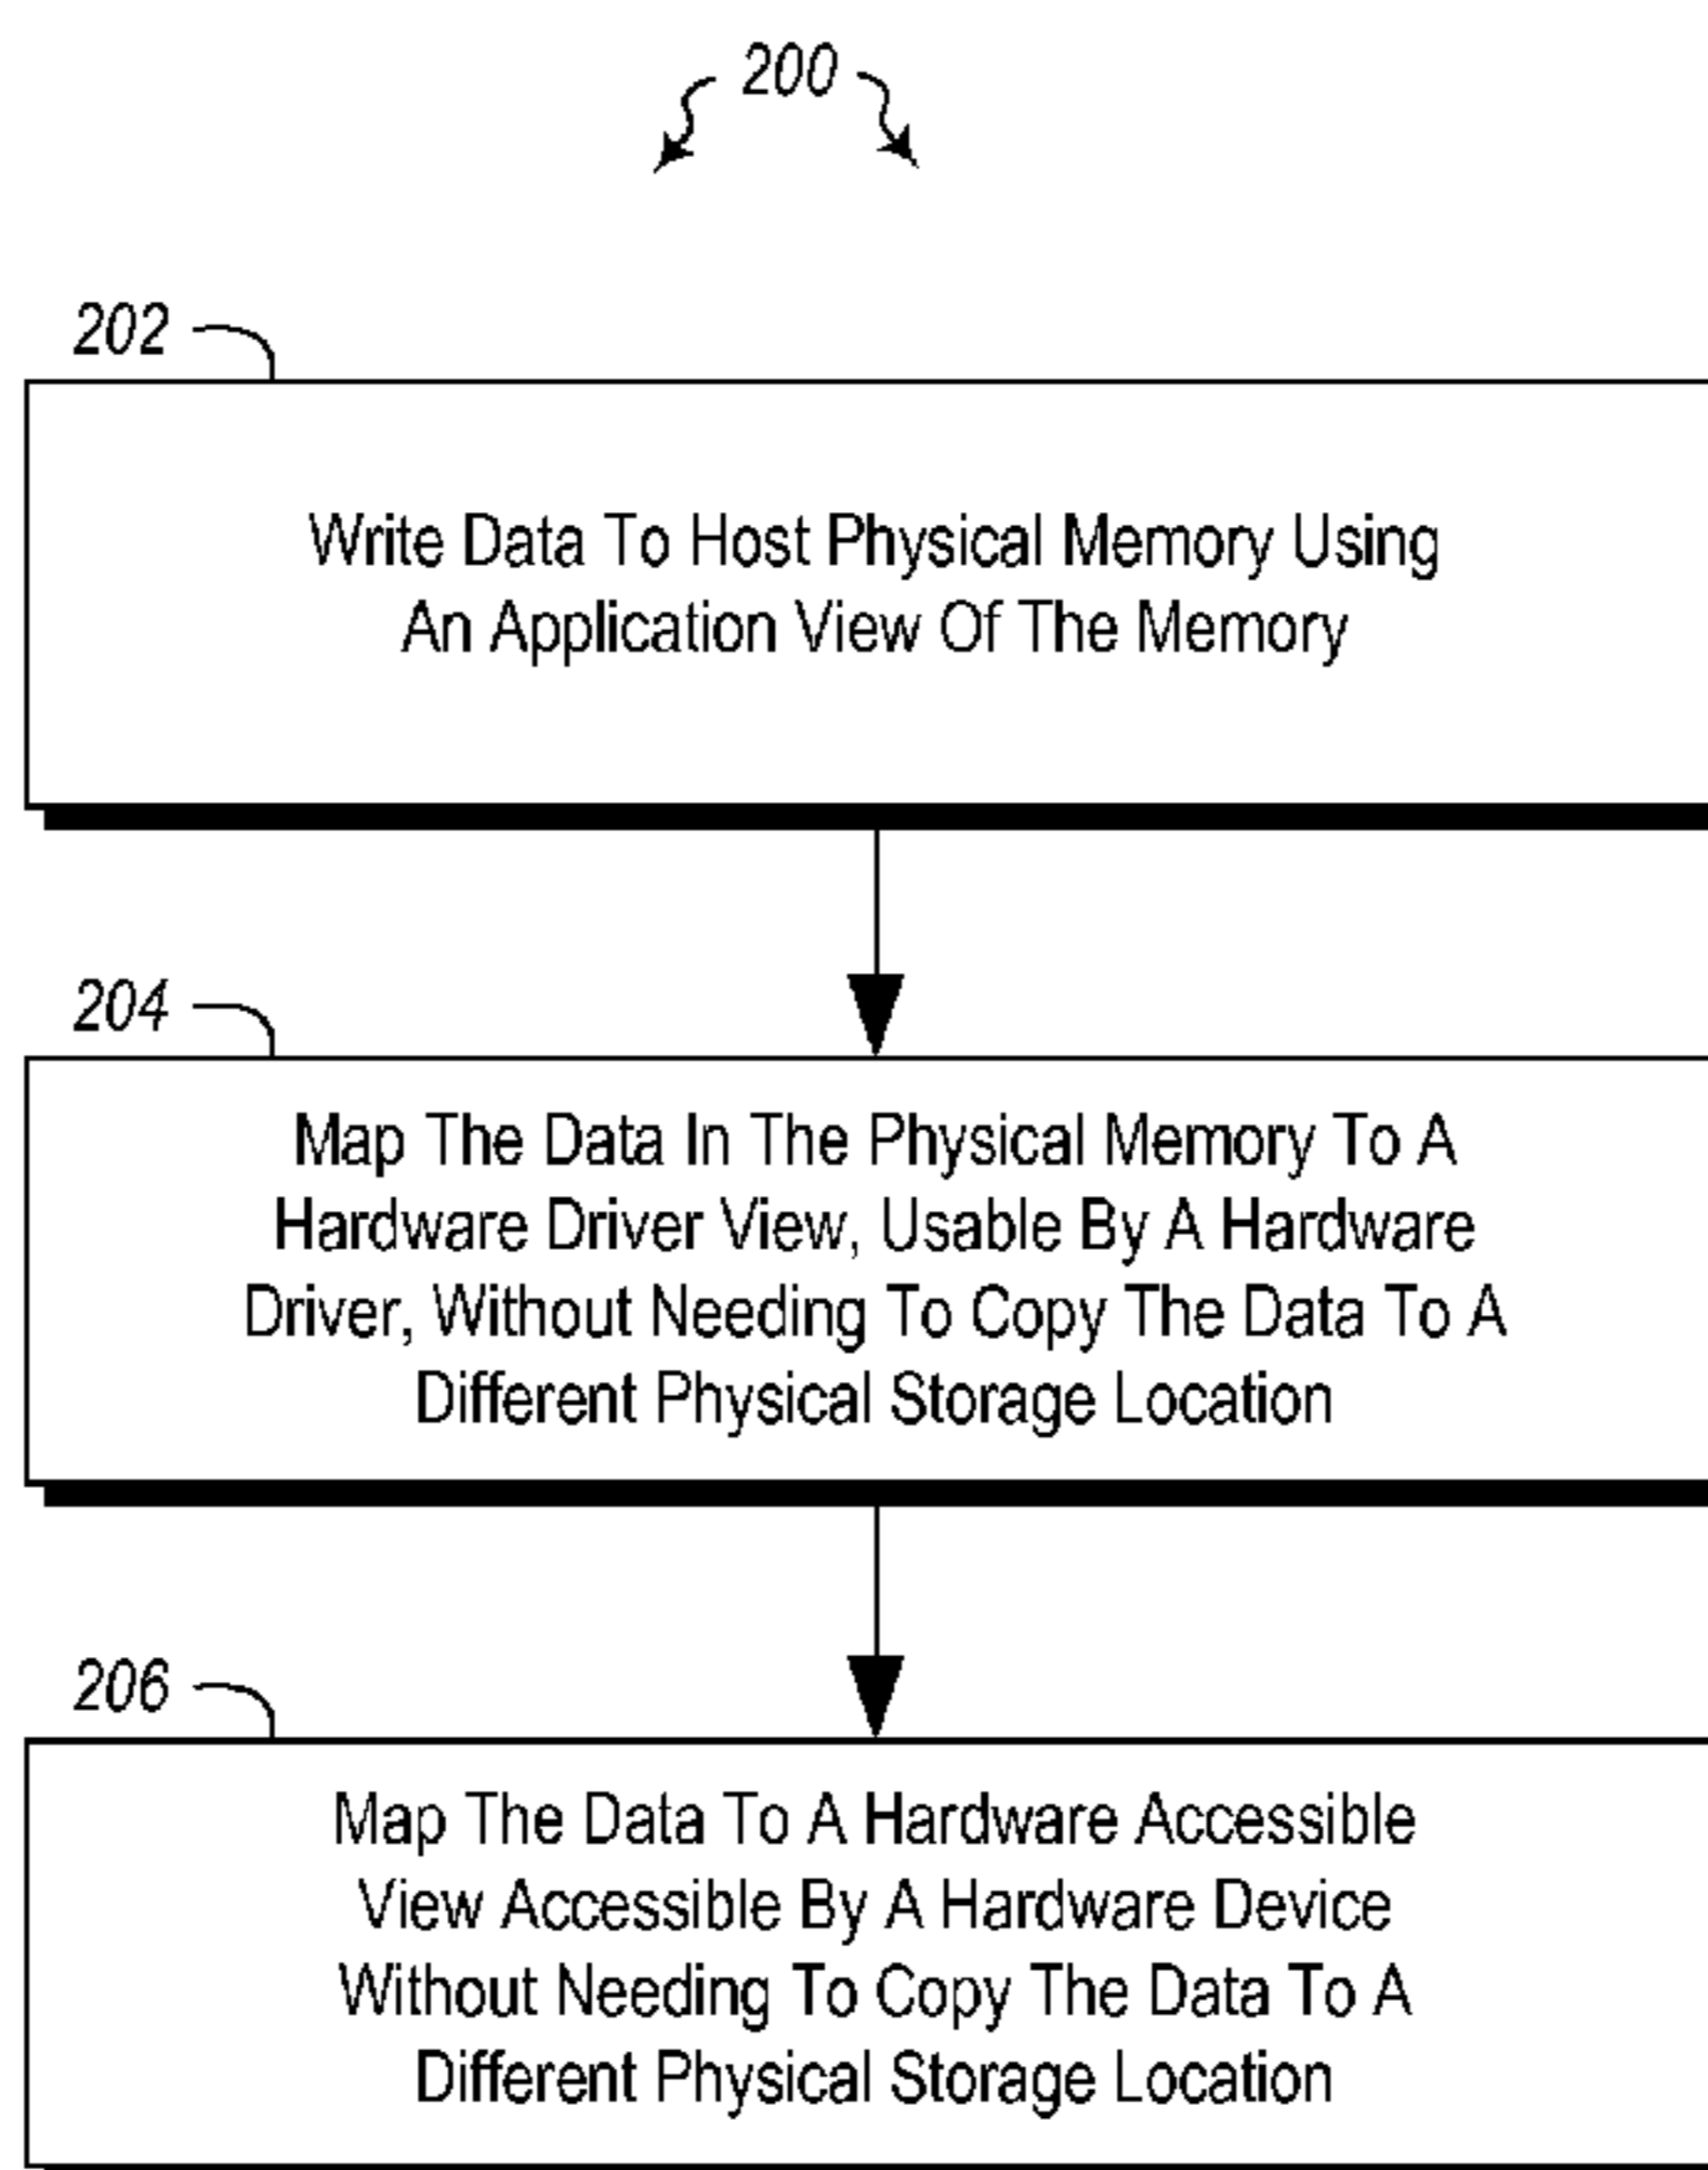 200
202
Write Data To Host Physical Memory Using
An Application View Of The Memory
204
Map The Data In The Physical Memory To A
Hardware Driver View, Usable By A Hardware
Driver, Without Needing To Copy The Data To A
Different Physical Storage Location
206
Map The Data To A Hardware Accessible
View Accessible By A Hardware Device
Without Needing To Copy The Data To A
Different Physical Storage Location